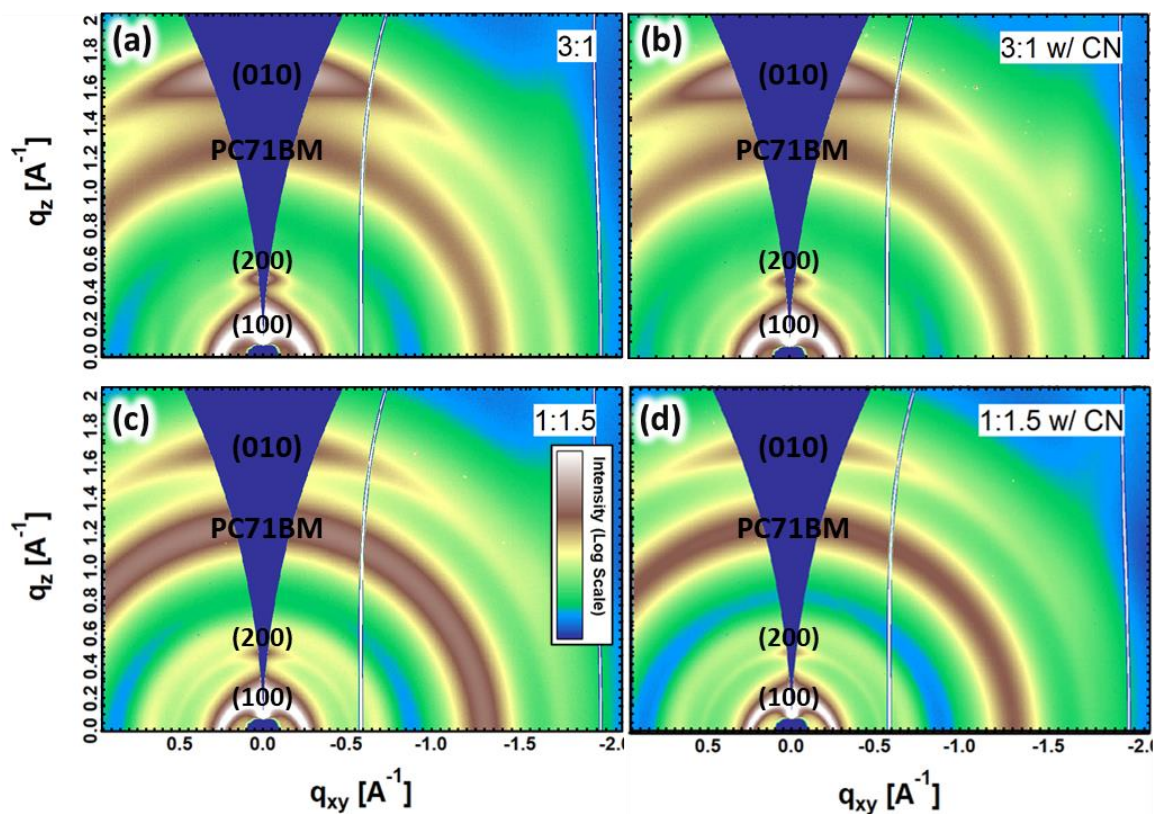 (a)
3:1
(010)
PC71BM
(200)
(100)
q_z [A^-1]
0.0 0.2 0.4 0.6 0.8 1.0 1.2 1.4 1.6 1.8 2
(b)
3:1 w/ CN
(010)
PC71BM
(200)
(100)
(c)
1:1.5
(010)
PC71BM
(200)
(100)
Intensity (Log Scale)
q_z [A^-1]
0.0 0.2 0.4 0.6 0.8 1.0 1.2 1.4 1.6 1.8 2
0.5 0.0 -0.5 -1.0 -1.5 -2.0
q_xy [A^-1]
(d)
1:1.5 w/ CN
(010)
PC71BM
(200)
(100)
0.5 0.0 -0.5 -1.0 -1.5 -2.0
q_xy [A^-1]